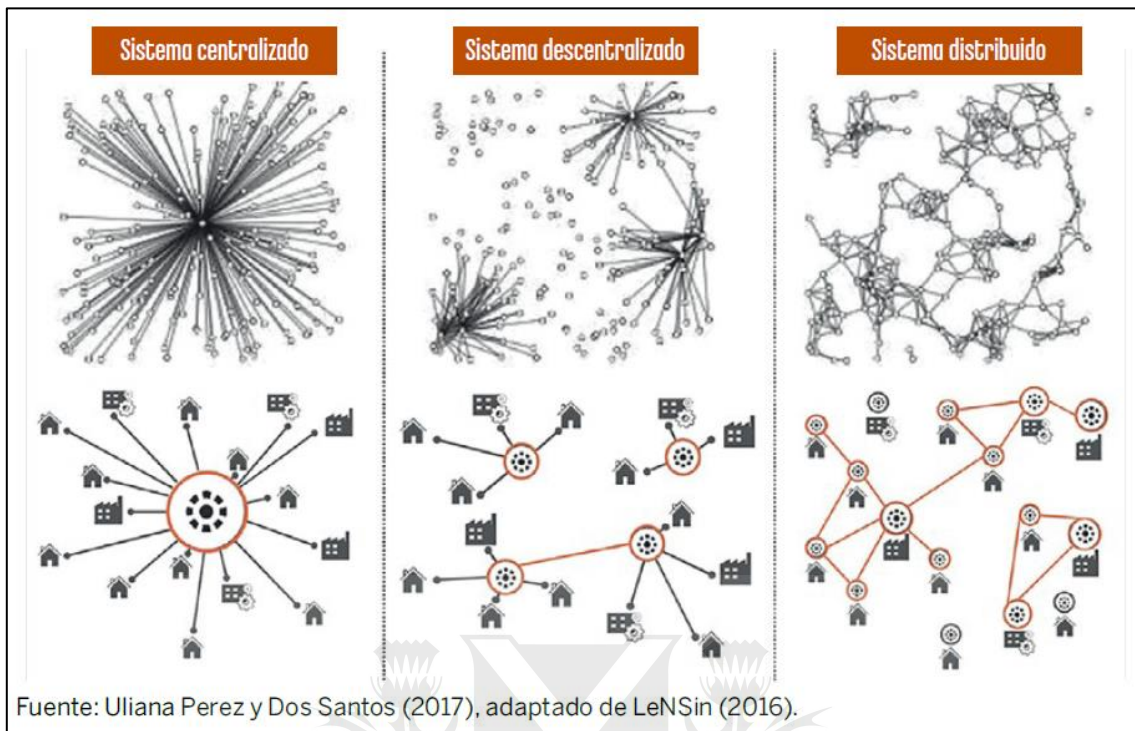 Sistema centralizado
Sistema descentralizado
Sistema distribuido
Fuente: Uliana Perez y Dos Santos (2017), adaptado de LeNSin (2016).